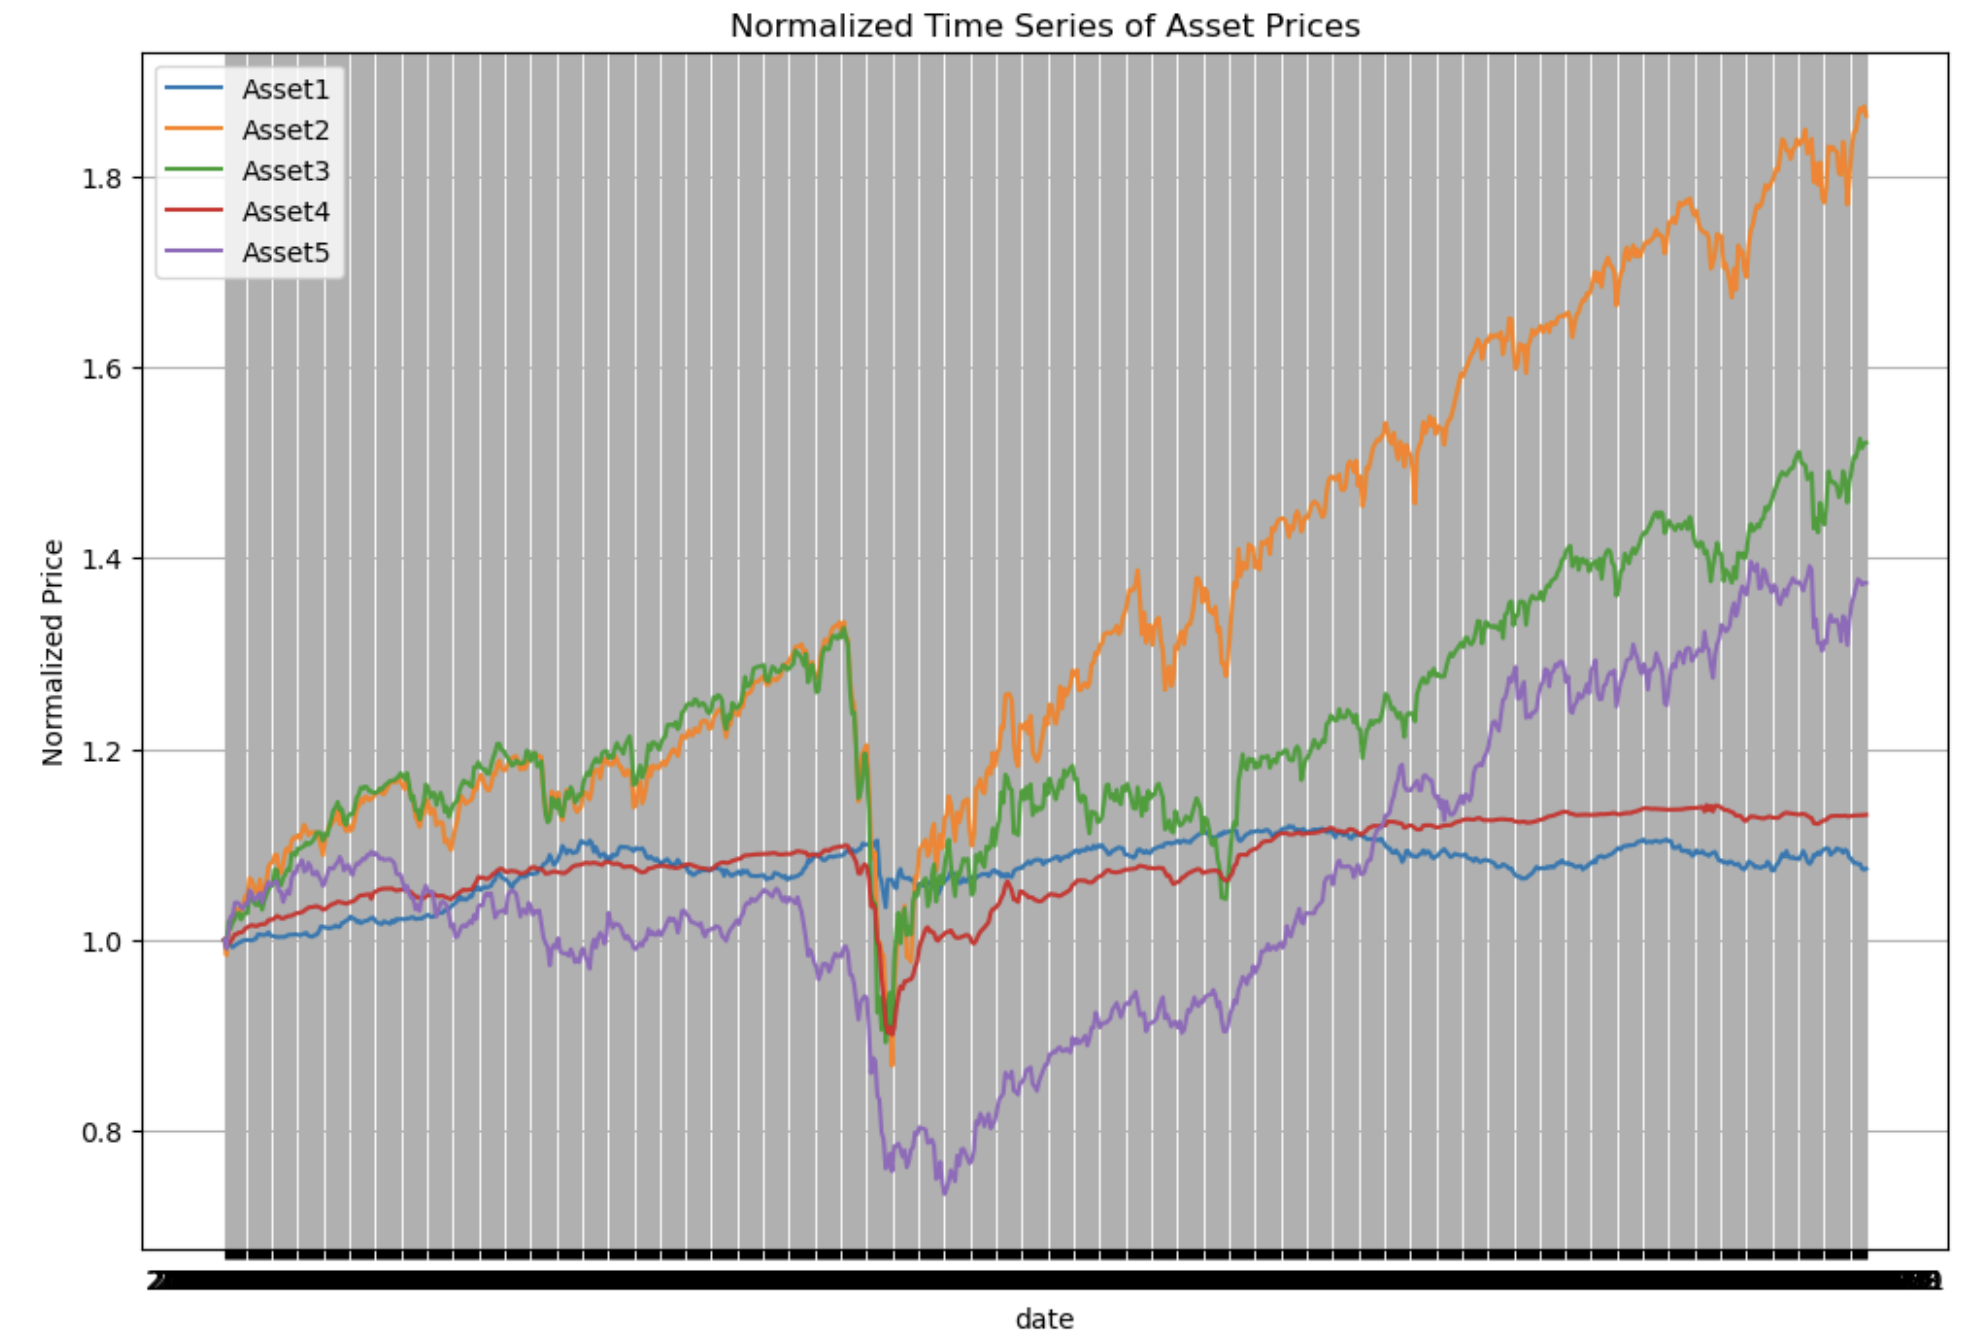 Normalized Time Series of Asset Prices
Asset1
Asset2
Asset3
Asset4
Asset5
1.8
1.6
1.4
1.2
1.0
0.8
Normalized Price
date